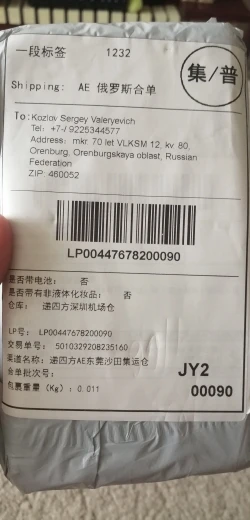 一段标签 1232
集/普
Shipping: AE 俄罗斯合单
To: Kozlov Sergey Valeryevich
Tel: +7-/ 9225344577
Address: mkr 70 let VLKSM 12, kv 80,
Orenburg, Orenburgskaya oblast, Russian
Federation
ZIP: 460052
LP00447678200090
是否带电池: 否
是否带有非液体化妆品: 否
仓库: 递四方深圳机场仓
LP号: LP00447678200090
交易单号: 5010329208235160
渠道名称: 递四方AE东莞沙田集运仓
合单批次号: JY2
包裹重量 (Kg): 0.011 00090